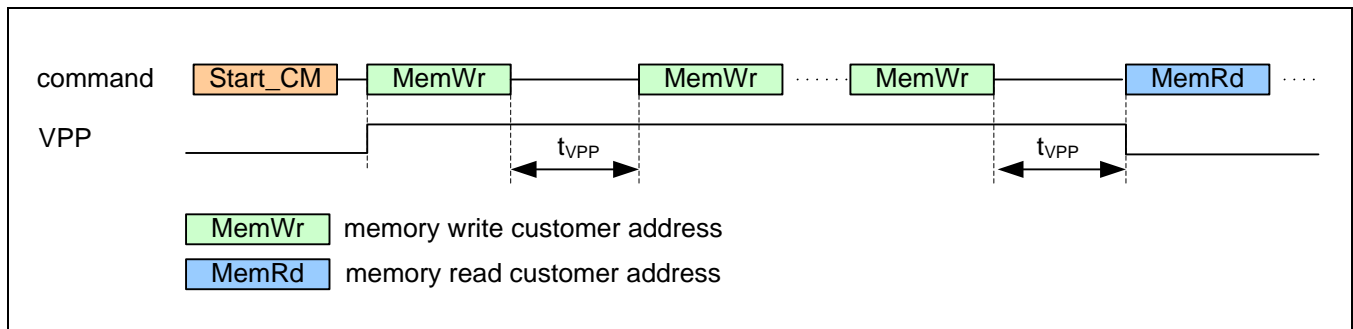 command Start_CM MemWr MemWr MemWr MemRd
VPP
tVPP tVPP
MemWr memory write customer address
MemRd memory read customer address